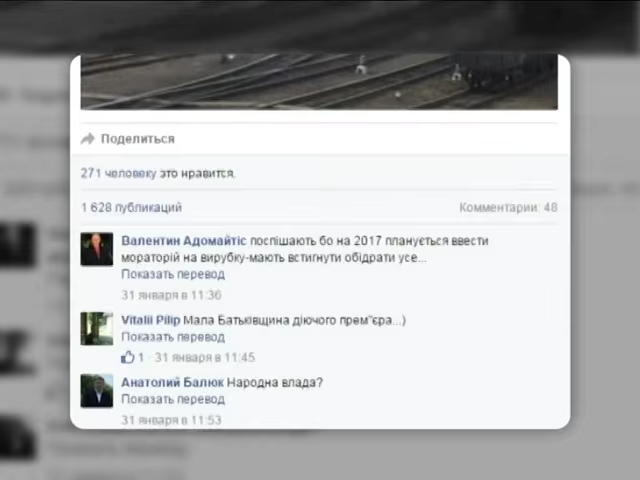 Поделиться
271 человеку это нравится.
1 628 публикаций Комментарии: 48
Валентин Адомайтіс поспішають бо на 2017 планується ввести
мораторій на вирубку-мають встигнути обідрати усе...
Показать перевод
31 января в 11:36
Vitalii Pilip Мала Батьківщина діючого прем"єра...)
Показать перевод
1 · 31 января в 11:45
Анатолий Балюк Народна влада?
Показать перевод
31 января в 11:53